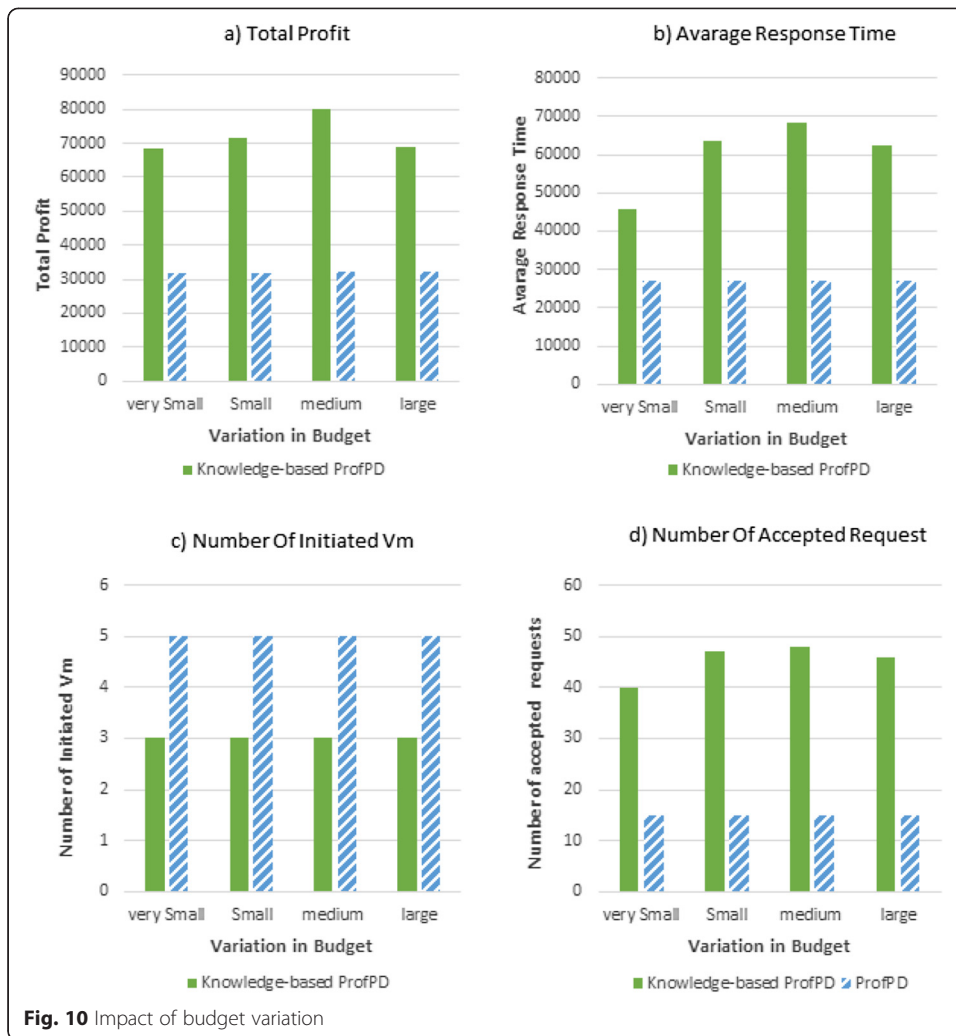 a) Total Profit
90000
80000
70000
60000
50000
40000
30000
20000
10000
0
Total Profit
very Small Small medium large
Variation in Budget
Knowledge-based ProfPD
b) Avarage Response Time
80000
70000
60000
50000
40000
30000
20000
10000
0
Avarage Response Time
very Small Small medium large
Variation in Budget
Knowledge-based ProfPD
c) Number Of Initiated Vm
6
5
4
3
2
1
0
Number of Initiated Vm
very Small Small medium large
Variation in Budget
Knowledge-based ProfPD
d) Number Of Accepted Request
60
50
40
30
20
10
0
Number of accepted requests
very Small Small medium large
Variation in Budget
Knowledge-based ProfPD ProfPD
Fig. 10 Impact of budget variation